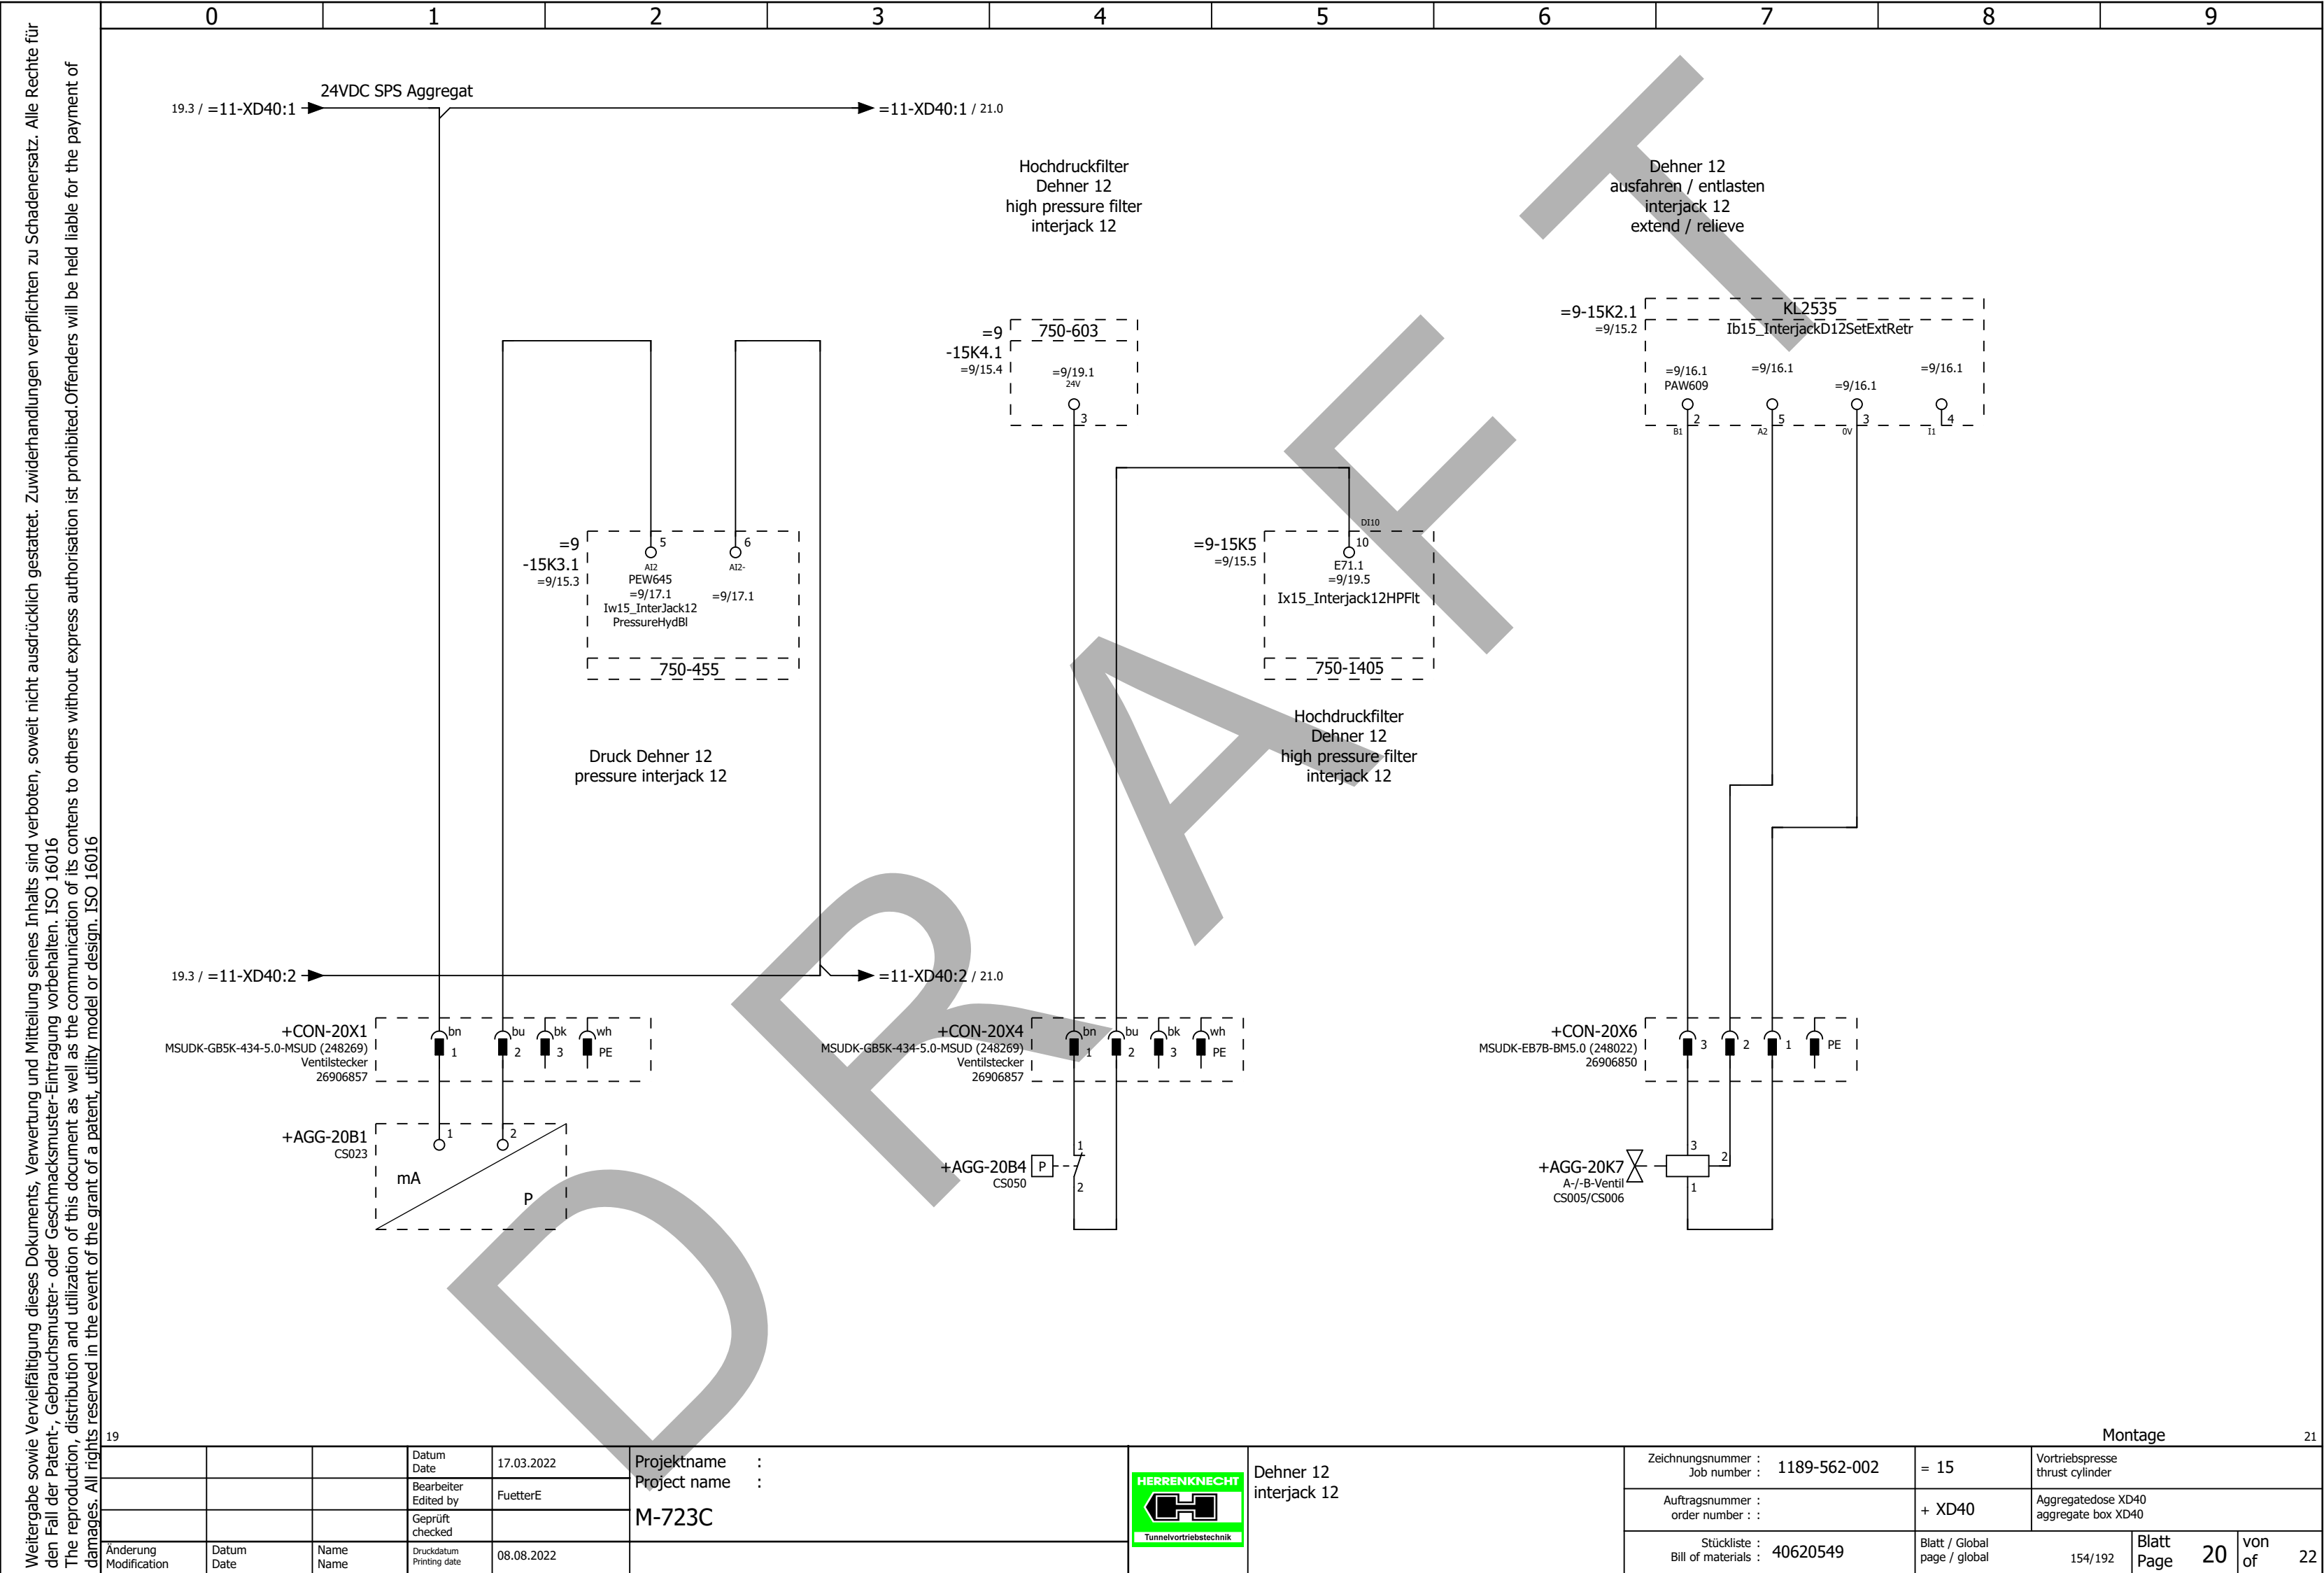 0 1 2 3 4 5 6 7 8 9
Weitergabe sowie Vervielfältigung dieses Dokuments, Verwertung und Mitteilung seines Inhalts sind verboten, soweit nicht ausdrücklich gestattet. Zuwiderhandlungen verpflichten zu Schadenersatz. Alle Rechte für
den Fall der Patent-, Gebrauchsmuster- oder Geschmacksmuster-Eintragung vorbehalten. ISO 16016
The reproduction, distribution and utilization of this document as well as the communication of its contens to others without express authorisation ist prohibited.Offenders will be held liable for the payment of
damages. All rights reserved in the event of the grant of a patent, utility model or design. ISO 16016
DRAFT
24VDC SPS Aggregat
19.3 / =11-XD40:1
=11-XD40:1 / 21.0
Hochdruckfilter
Dehner 12
high pressure filter
interjack 12
Dehner 12
ausfahren / entlasten
interjack 12
extend / relieve
=9
-15K4.1
=9/15.4
750-603
=9/19.1
24V
3
=9-15K2.1
=9/15.2
KL2535
Ib15_InterjackD12SetExtRetr
=9/16.1
PAW609
=9/16.1
=9/16.1
=9/16.1
2 5 3 4
B1 A2 0V I1
=9
-15K3.1
=9/15.3
5 6
AI2 AI2-
PEW645
=9/17.1
=9/17.1
Iw15_InterJack12
PressureHydBl
750-455
=9-15K5
=9/15.5
DI10
10
E71.1
=9/19.5
Ix15_Interjack12HPFlt
750-1405
Druck Dehner 12
pressure interjack 12
Hochdruckfilter
Dehner 12
high pressure filter
interjack 12
19.3 / =11-XD40:2
=11-XD40:2 / 21.0
+CON-20X1
MSUDK-GB5K-434-5.0-MSUD (248269)
Ventilstecker
26906857
bn bu bk wh
1 2 3 PE
+CON-20X4
MSUDK-GB5K-434-5.0-MSUD (248269)
Ventilstecker
26906857
bn bu bk wh
1 2 3 PE
+CON-20X6
MSUDK-EB7B-BM5.0 (248022)
26906850
3 2 1 PE
+AGG-20B1
CS023
1 2
mA
P
+AGG-20B4
CS050
P
1
2
+AGG-20K7
A-/-B-Ventil
CS005/CS006
3
2
1
19
Montage
21
Datum
Date
17.03.2022
Bearbeiter
Edited by
FuetterE
Geprüft
checked
Änderung
Modification
Datum
Date
Name
Name
Druckdatum
Printing date
08.08.2022
Projektname :
Project name :
M-723C
HERRENKNECHT
Tunnelvortriebstechnik
Dehner 12
interjack 12
Zeichnungsnummer :
Job number :
1189-562-002
Auftragsnummer :
order number : :
Stückliste :
Bill of materials :
40620549
= 15
+ XD40
Vortriebspresse
thrust cylinder
Aggregatedose XD40
aggregate box XD40
Blatt / Global
page / global
154/192
Blatt
Page
20
von
of
22